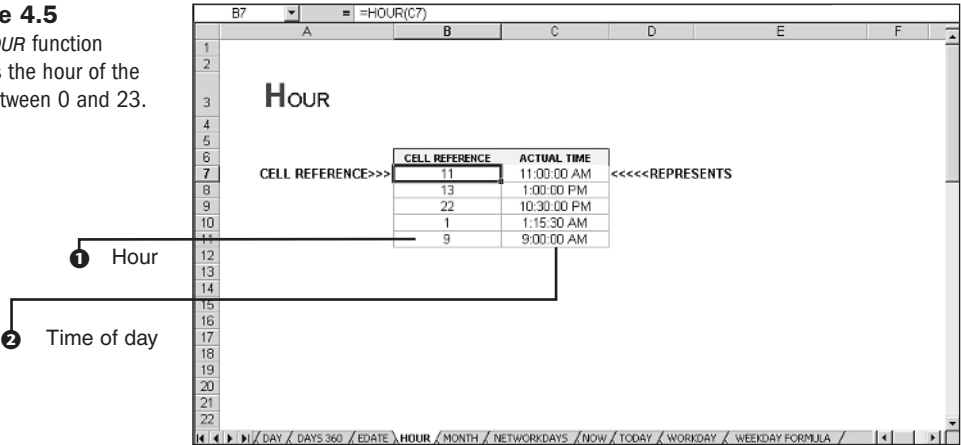 e 4.5
OUR function
s the hour of the
tween 0 and 23.
B7 = =HOUR(C7)
A B C D E F
1
2
3 HOUR
4
5
6 CELL REFERENCE ACTUAL TIME
7 CELL REFERENCE>>> 11 11:00:00 AM <<<<<REPRESENTS
8 13 1:00:00 PM
9 22 10:30:00 PM
10 1 1:15:30 AM
11 9 9:00:00 AM
1 Hour
12
13
14
15
16
2 Time of day
17
18
19
20
21
22
DAY DAYS 360 EDATE HOUR MONTH NETWORKDAYS NOW TODAY WORKDAY WEEKDAY FORMULA